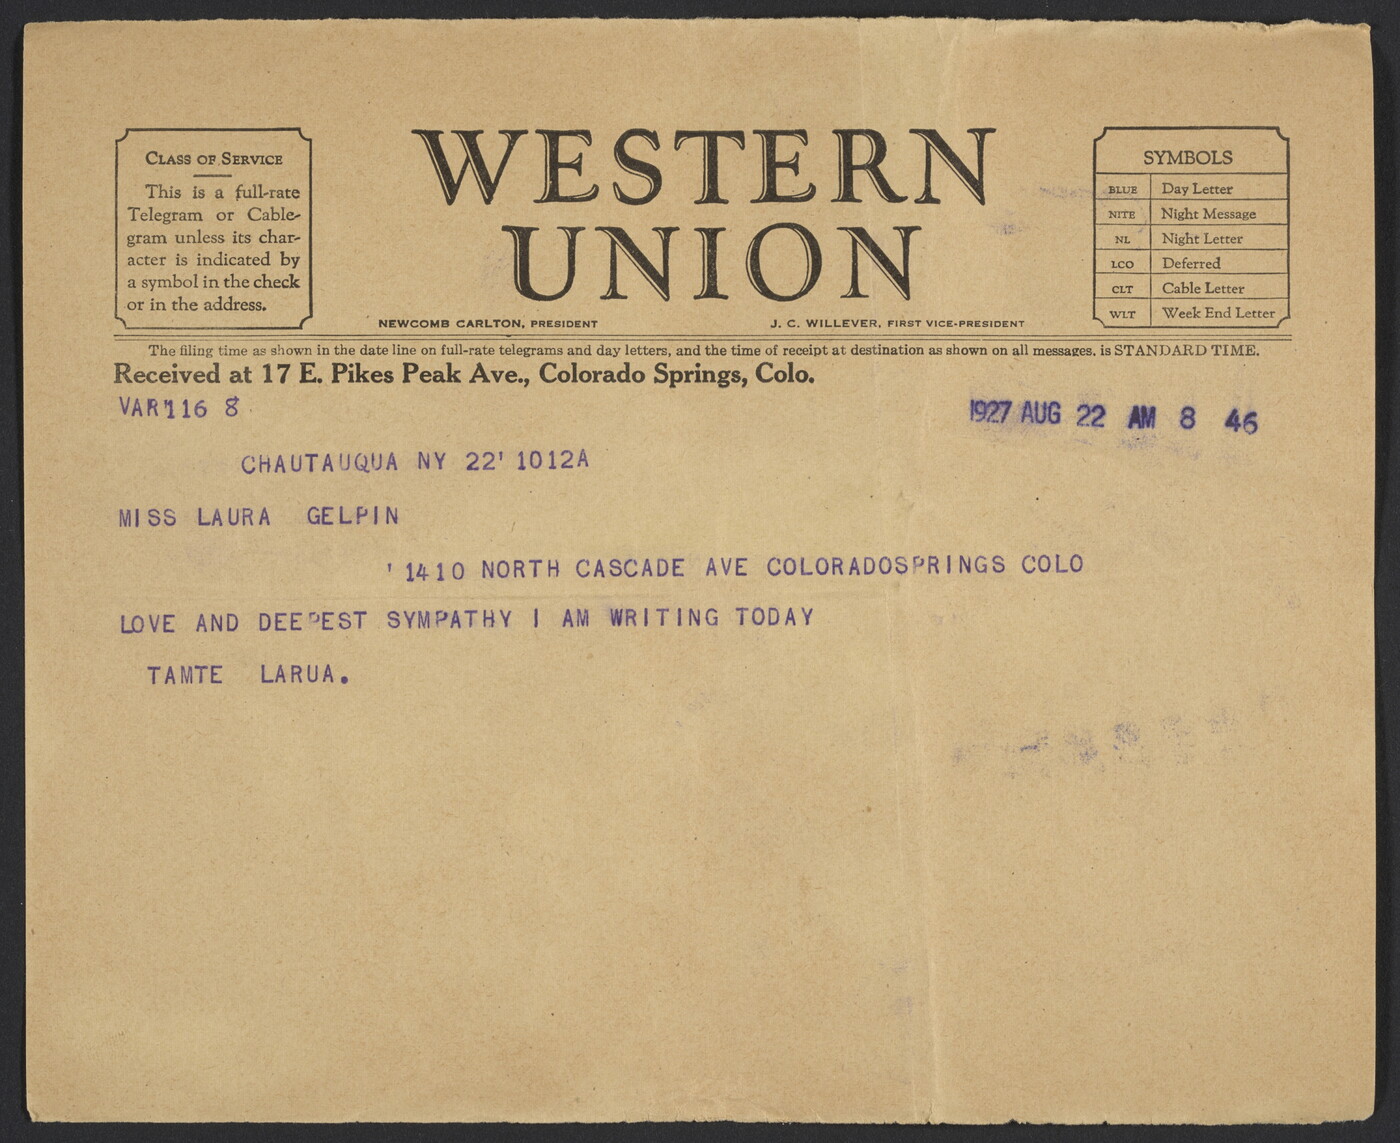 CLASS OF SERVICE
This is a full-rate
Telegram or Cable-
gram unless its char-
acter is indicated by
a symbol in the check
or in the address.
WESTERN
UNION
NEWCOMB CARLTON, PRESIDENT
J. C. WILLEVER, FIRST VICE-PRESIDENT
SYMBOLS
BLUE Day Letter
NITE Night Message
NL Night Letter
LCO Deferred
CLT Cable Letter
WLT Week End Letter
The filing time as shown in the date line on full-rate telegrams and day letters, and the time of receipt at destination as shown on all messages, is STANDARD TIME.
Received at 17 E. Pikes Peak Ave., Colorado Springs, Colo.
VAR'116 8
1927 AUG 22 AM 8 46
CHAUTAUQUA NY 22' 1012A
MISS LAURA GELPIN
' 1410 NORTH CASCADE AVE COLORADOSPRINGS COLO
LOVE AND DEEPEST SYMPATHY I AM WRITING TODAY
TAMTE LARUA.